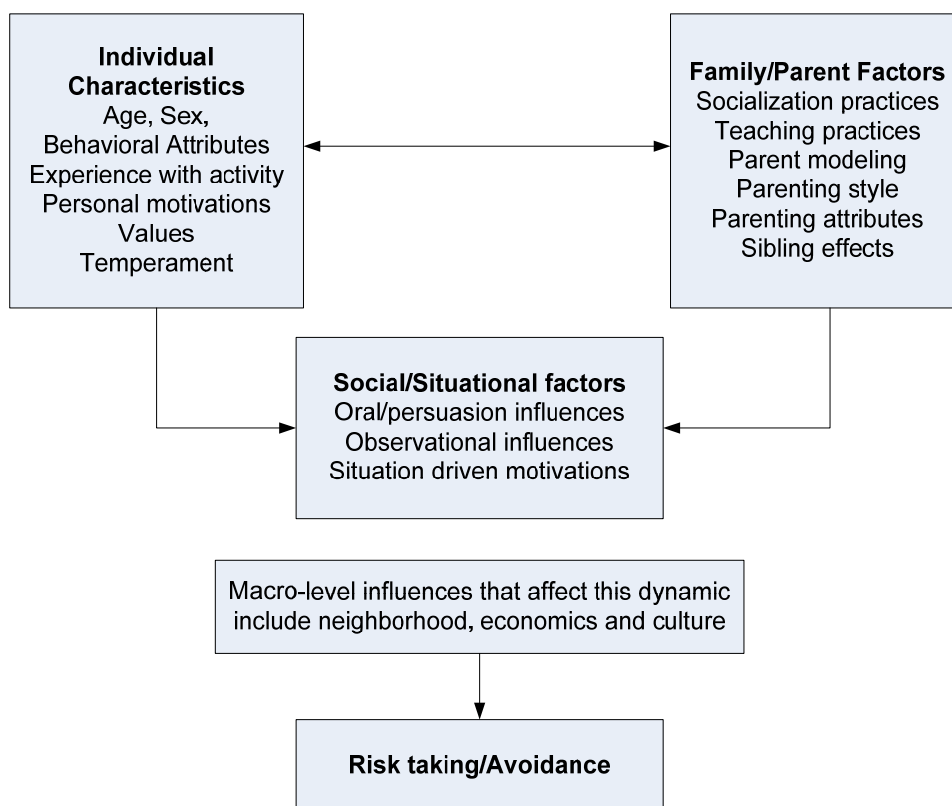 Individual
Characteristics
Age, Sex,
Behavioral Attributes
Experience with activity
Personal motivations
Values
Temperament
Family/Parent Factors
Socialization practices
Teaching practices
Parent modeling
Parenting style
Parenting attributes
Sibling effects
Social/Situational factors
Oral/persuasion influences
Observational influences
Situation driven motivations
Macro-level influences that affect this dynamic
include neighborhood, economics and culture
Risk taking/Avoidance